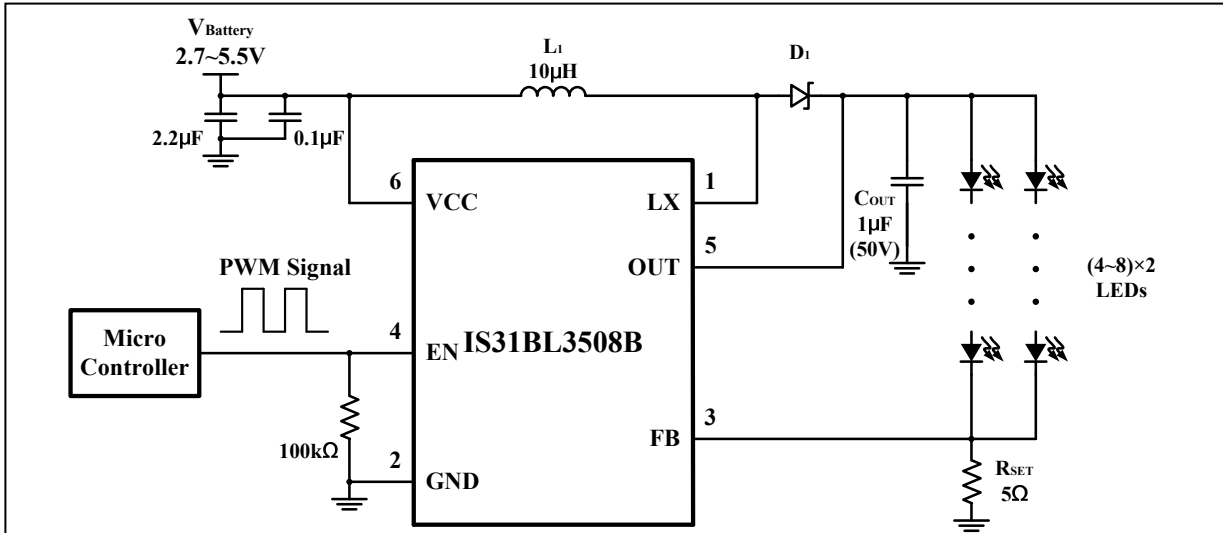 VBattery
2.7~5.5V
L1
10μH
D1
2.2μF
0.1μF
6
VCC
1
LX
COUT
1μF
(50V)
5
OUT
PWM Signal
(4~8)×2
LEDs
Micro
Controller
4
EN
IS31BL3508B
3
FB
100kΩ
2
GND
RSET
5Ω